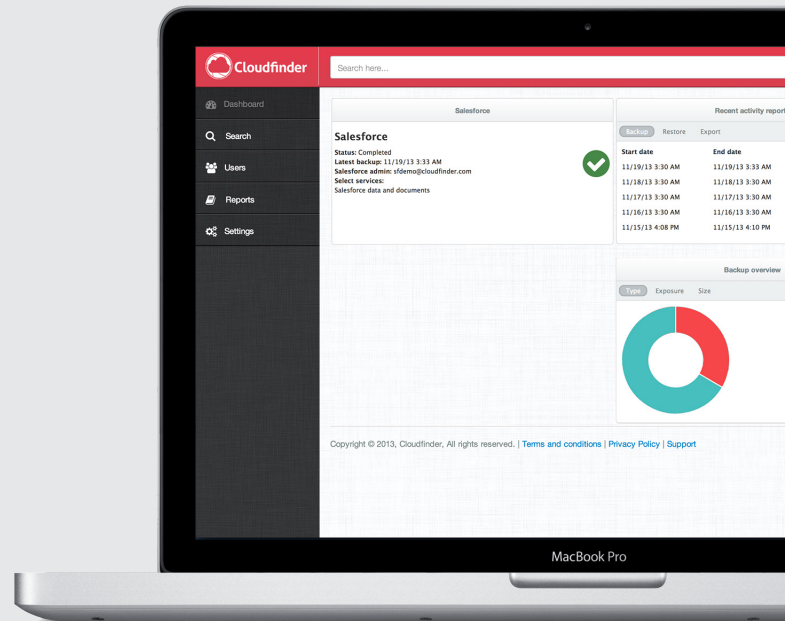 Cloudfinder
Search here...
Dashboard
Search
Users
Reports
Settings
Salesforce
Salesforce
Status: Completed
Latest backup: 11/19/13 3:33 AM
Salesforce admin: sfdemo@cloudfinder.com
Select services:
Salesforce data and documents
Recent activity report
Backup Restore Export
Start date End date
11/19/13 3:30 AM 11/19/13 3:33 AM
11/18/13 3:30 AM 11/18/13 3:30 AM
11/17/13 3:30 AM 11/17/13 3:30 AM
11/16/13 3:30 AM 11/16/13 3:30 AM
11/15/13 4:08 PM 11/15/13 4:10 PM
Backup overview
Type Exposure Size
Copyright © 2013, Cloudfinder, All rights reserved. | Terms and conditions | Privacy Policy | Support
MacBook Pro